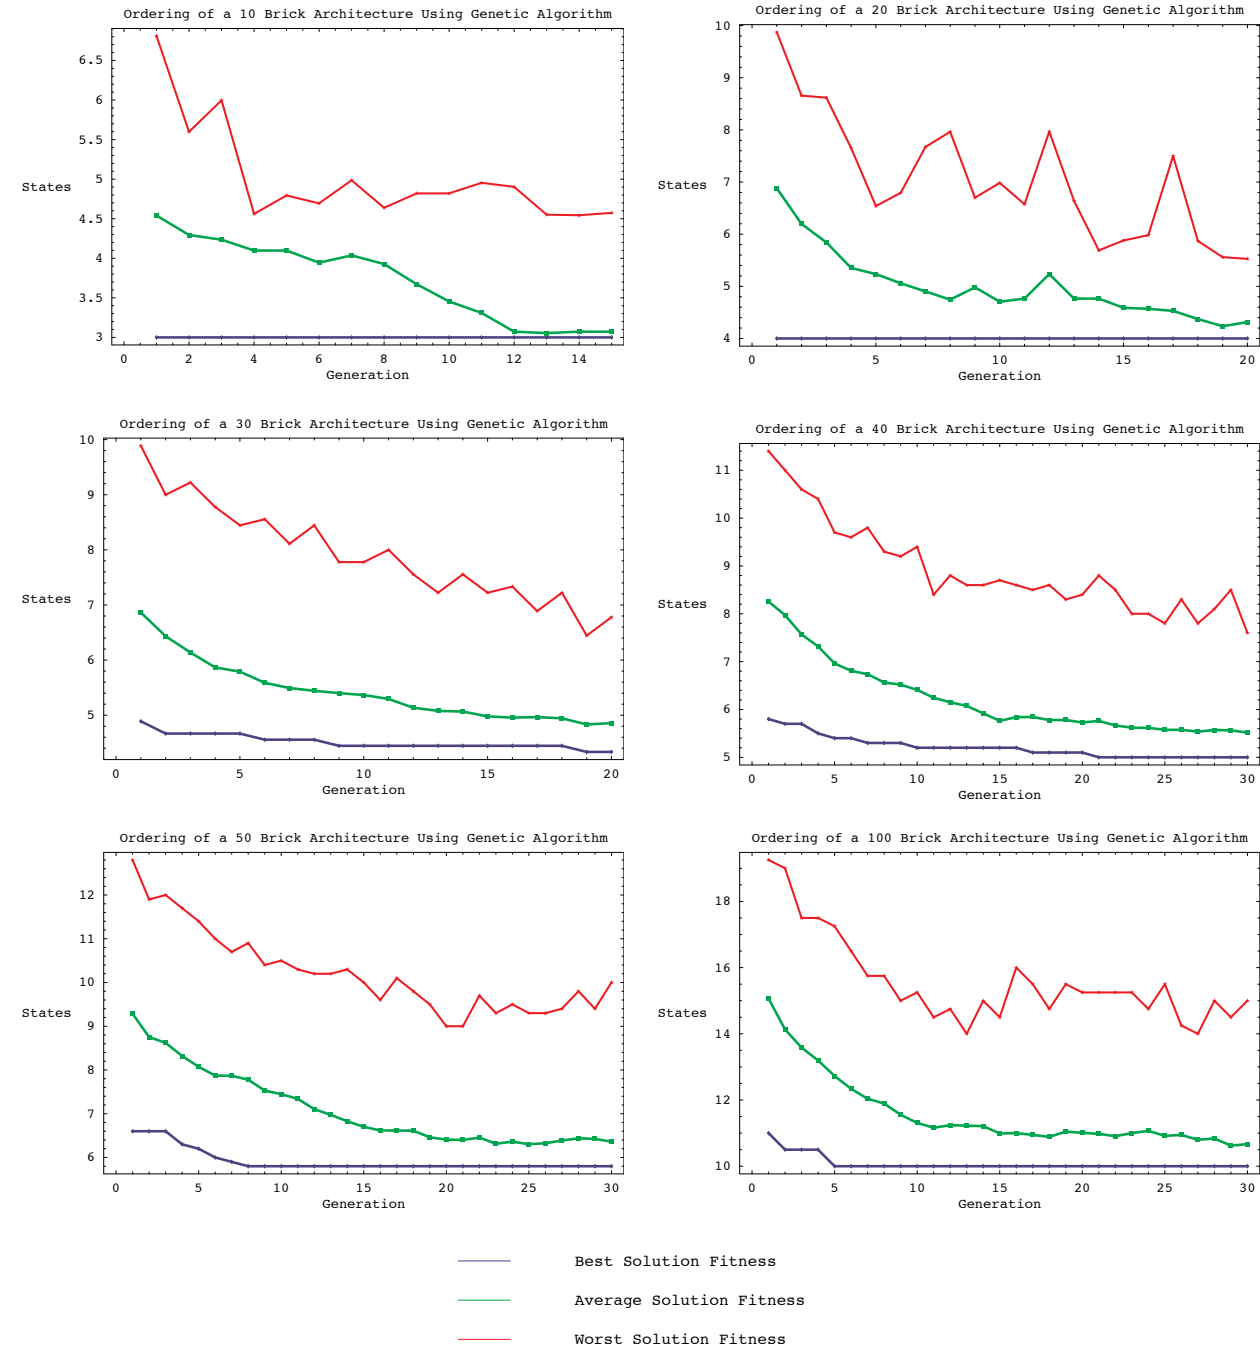 Ordering of a 10 Brick Architecture Using Genetic Algorithm
6.5
6
5.5
5
4.5
4
3.5
3
States
0 2 4 6 8 10 12 14
Generation
Ordering of a 20 Brick Architecture Using Genetic Algorithm
10
9
8
7
6
5
4
States
0 5 10 15 20
Generation
Ordering of a 30 Brick Architecture Using Genetic Algorithm
10
9
8
7
6
5
States
0 5 10 15 20
Generation
Ordering of a 40 Brick Architecture Using Genetic Algorithm
11
10
9
8
7
6
5
States
0 5 10 15 20 25 30
Generation
Ordering of a 50 Brick Architecture Using Genetic Algorithm
12
11
10
9
8
7
6
States
0 5 10 15 20 25 30
Generation
Ordering of a 100 Brick Architecture Using Genetic Algorithm
18
16
14
12
10
States
0 5 10 15 20 25 30
Generation
Best Solution Fitness
Average Solution Fitness
Worst Solution Fitness